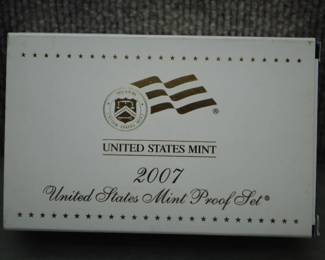 ®
UNITED STATES MINT
2007
United States Mint Proof Set®